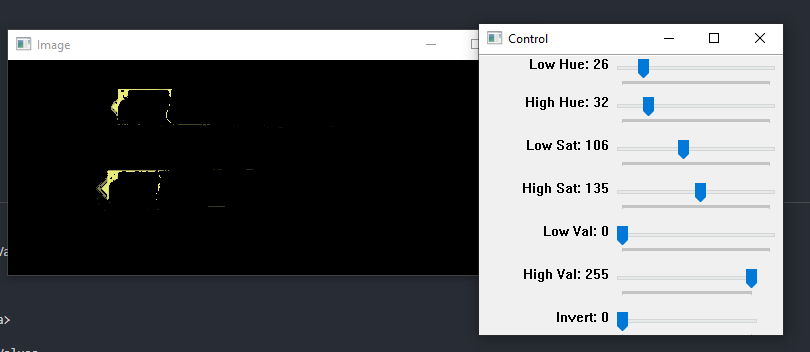 Image
Control
Low Hue: 26
High Hue: 32
Low Sat: 106
High Sat: 135
Low Val: 0
High Val: 255
Invert: 0
a>